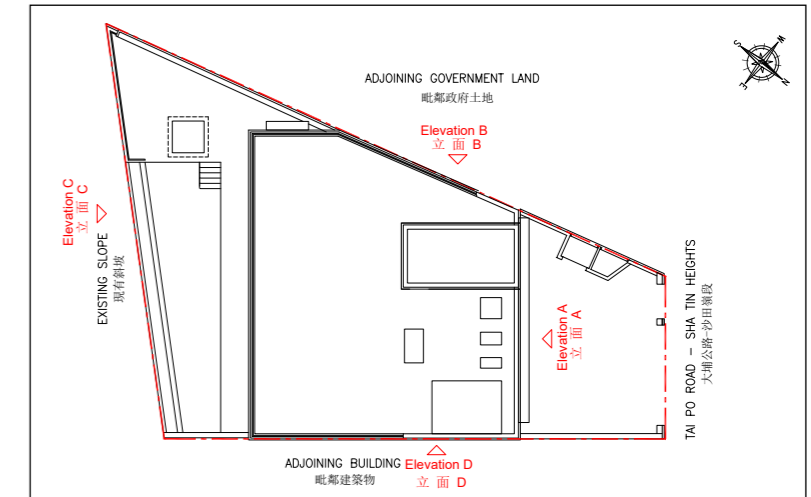 ADJOINING GOVERNMENT LAND
毗鄰政府土地
Elevation B
立 面 B
S
W
E
N
Elevation C
立 面 C
EXISTING SLOPE
現有斜坡
Elevation A
立 面 A
TAI PO ROAD – SHA TIN HEIGHTS
大埔公路-沙田嶺段
ADJOINING BUILDING
毗鄰建築物
Elevation D
立 面 D